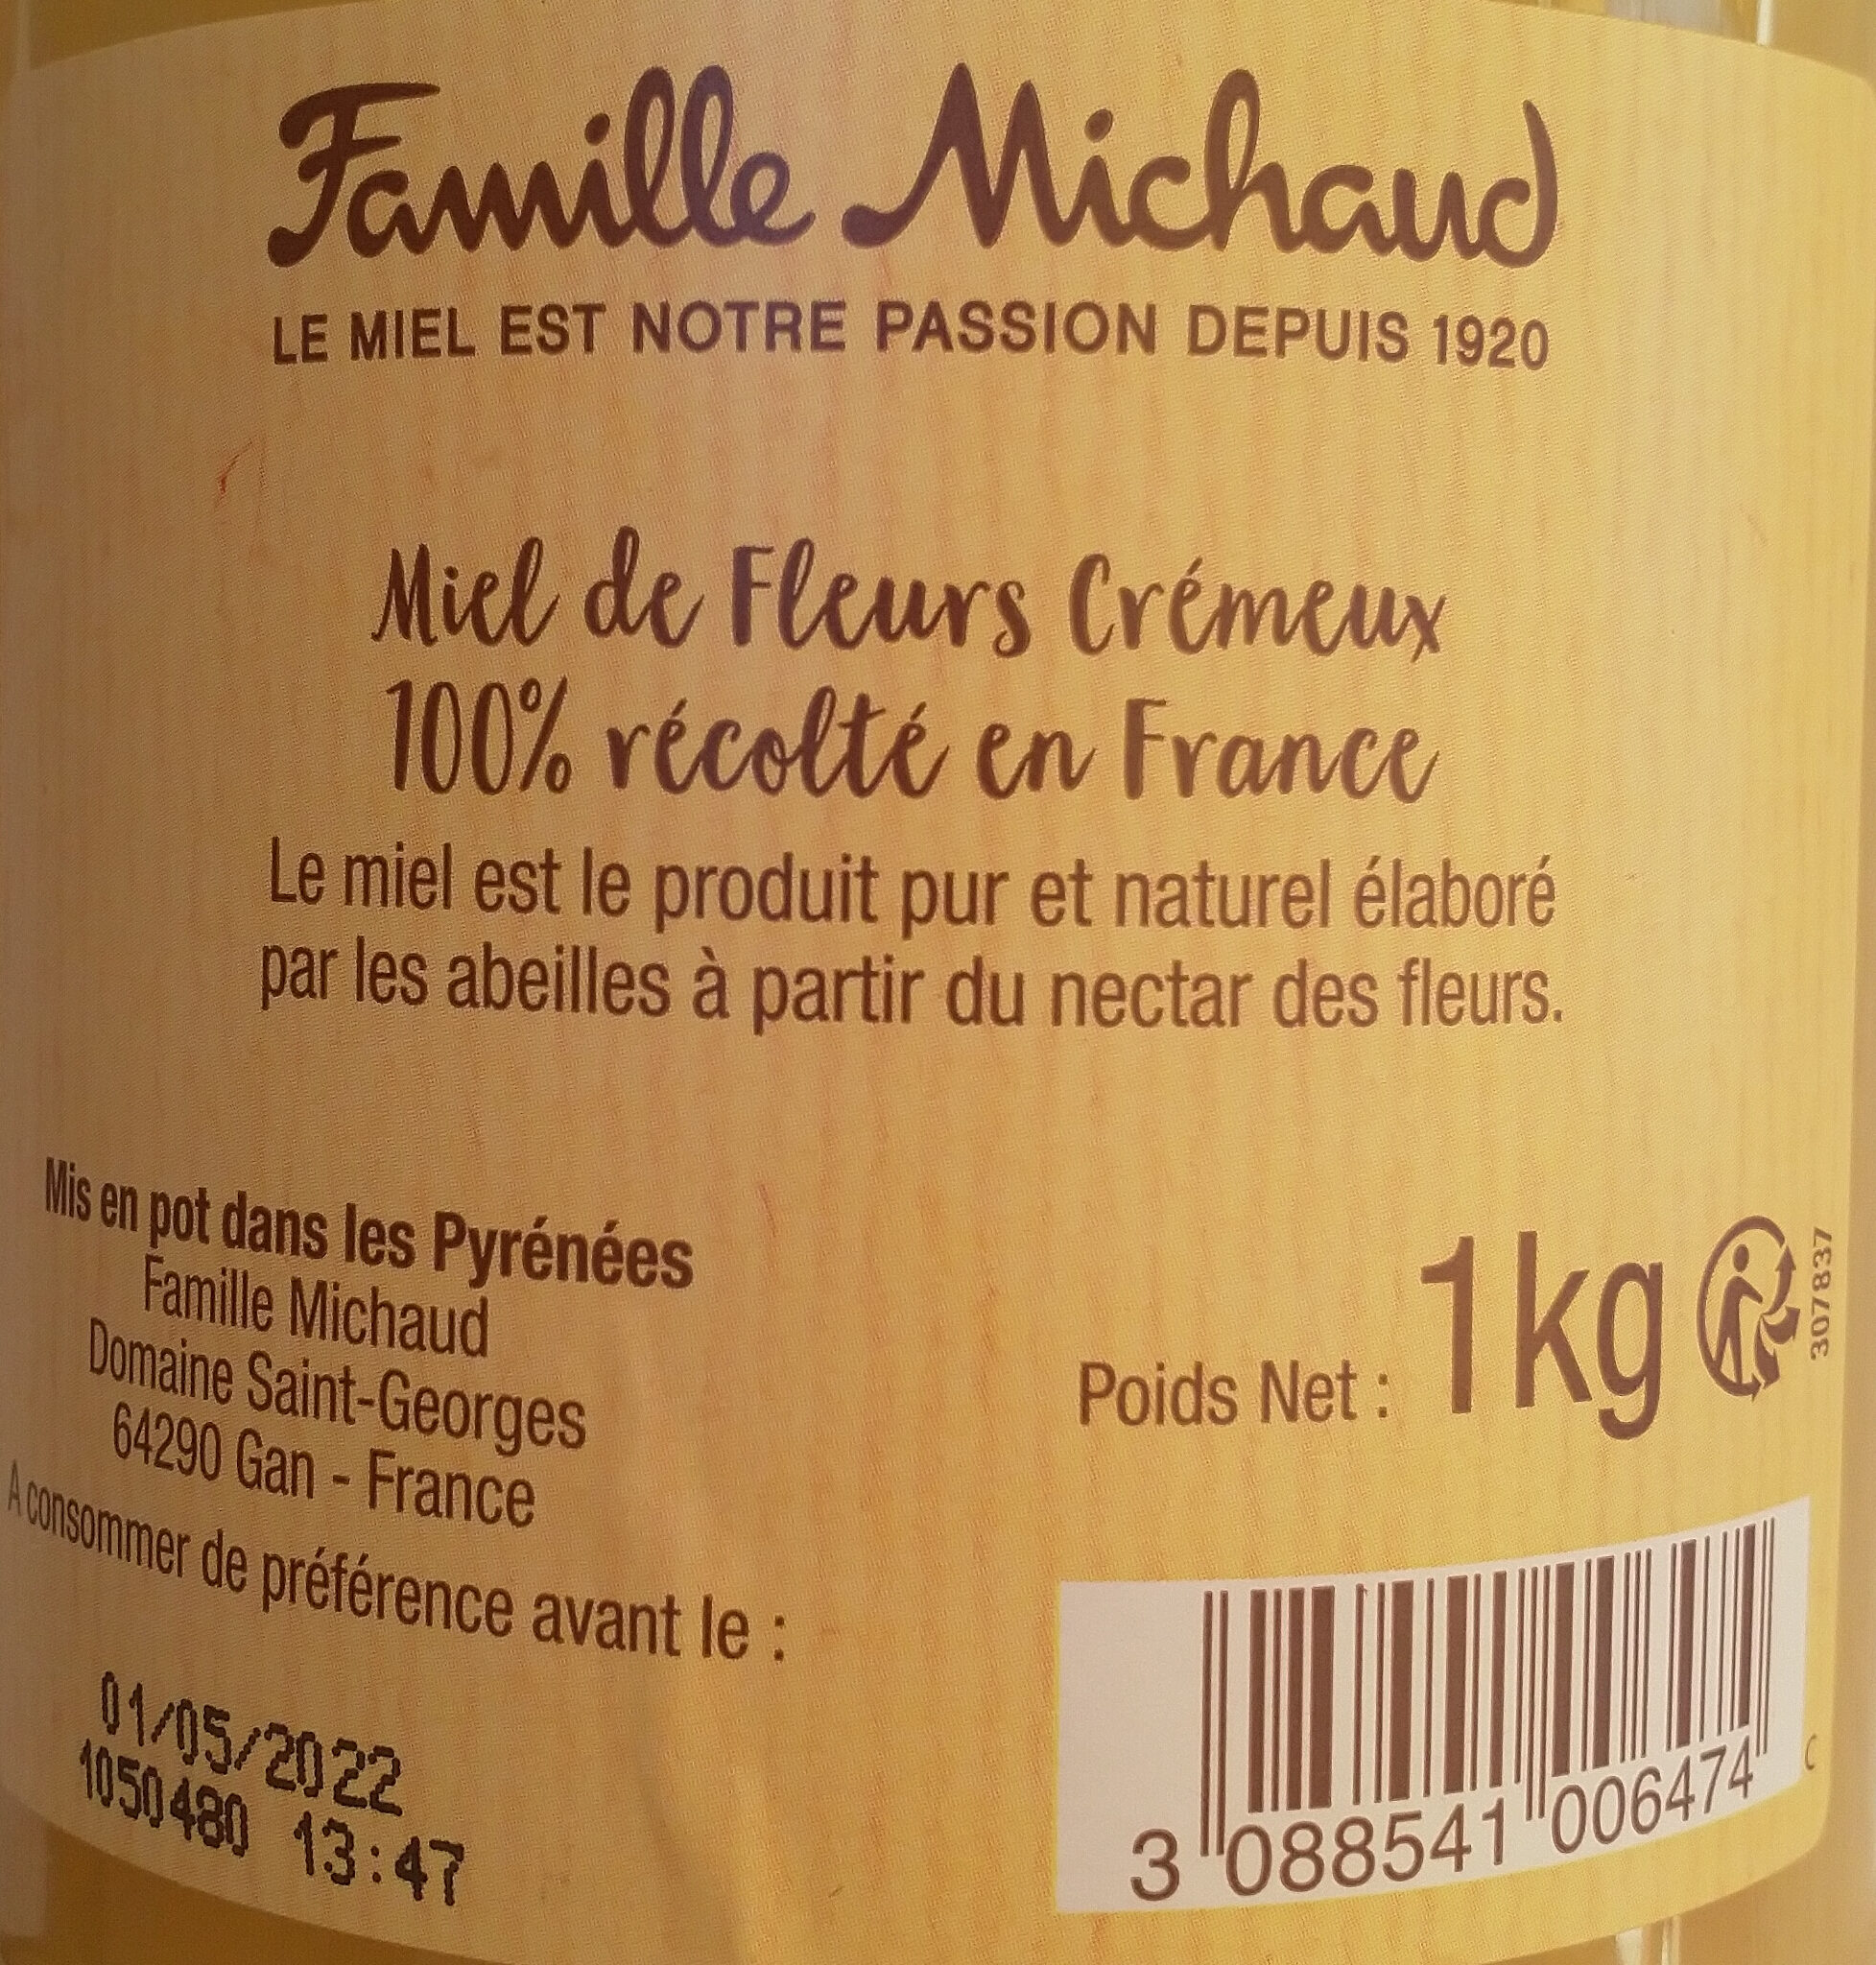 Famille Michaud
LE MIEL EST NOTRE PASSION DEPUIS 1920
Miel de Fleurs Crémeux
100% récolté en France
Le miel est le produit pur et naturel élaboré
par les abeilles à partir du nectar des fleurs.
Mis en pot dans les Pyrénées
Famille Michaud
Domaine Saint-Georges
64290 Gan - France
A consommer de préférence avant le :
01/05/2022
1050480 13:47
Poids Net : 1kg
307837
3 088541 006474
C